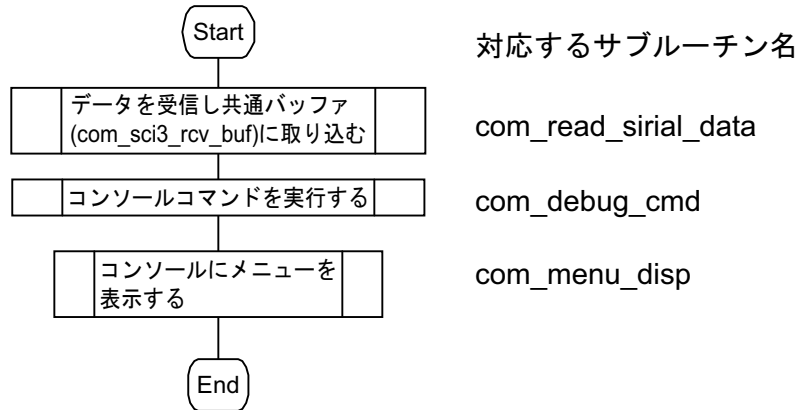 Start
対応するサブルーチン名
データを受信し共通バッファ
(com_sci3_rcv_buf)に取り込む
com_read_sirial_data
コンソールコマンドを実行する
com_debug_cmd
コンソールにメニューを
表示する
com_menu_disp
End